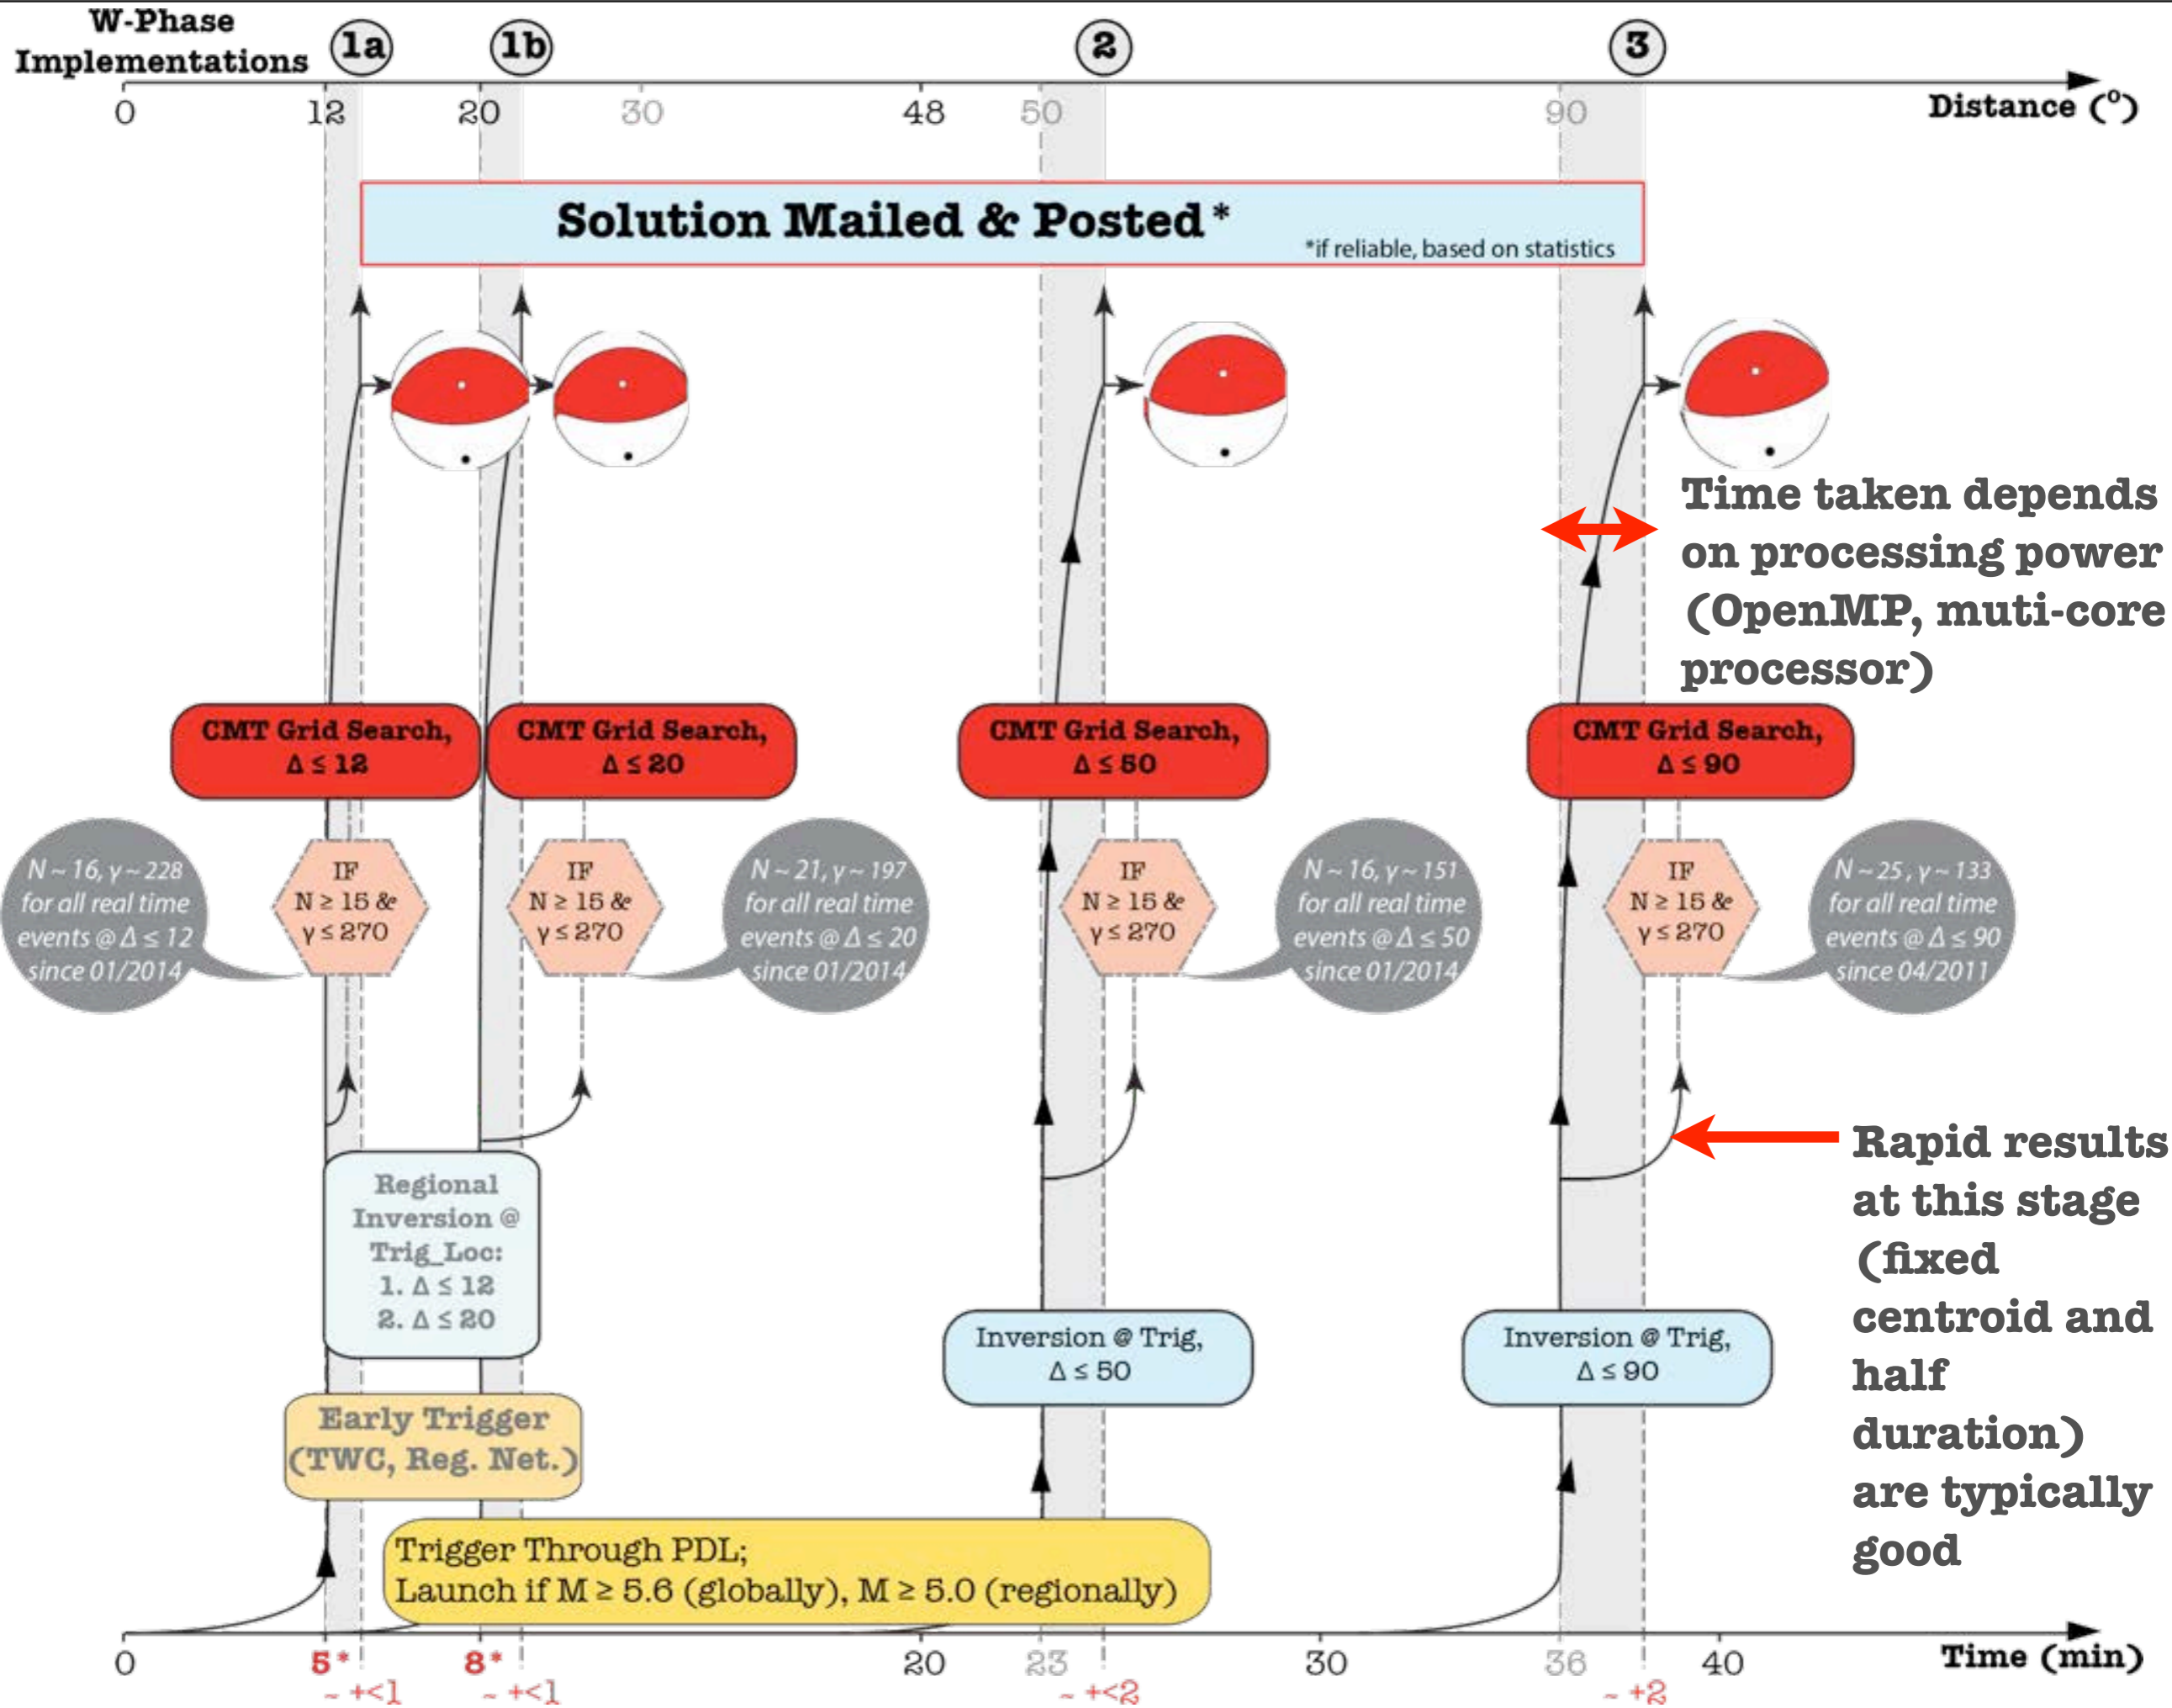 W-Phase
Implementations
1a
1b
2
3
0
12
20
30
48
50
90
Distance (º)
Solution Mailed & Posted*
*if reliable, based on statistics
Time taken depends
on processing power
(OpenMP, muti-core
processor)
CMT Grid Search,
Δ ≤ 12
CMT Grid Search,
Δ ≤ 20
CMT Grid Search,
Δ ≤ 50
CMT Grid Search,
Δ ≤ 90
N ~ 16, γ ~ 228
for all real time
events @ Δ ≤ 12
since 01/2014
IF
N ≥ 15 &
γ ≤ 270
IF
N ≥ 15 &
γ ≤ 270
N ~ 21, γ ~ 197
for all real time
events @ Δ ≤ 20
since 01/2014
IF
N ≥ 15 &
γ ≤ 270
N ~ 16, γ ~ 151
for all real time
events @ Δ ≤ 50
since 01/2014
IF
N ≥ 15 &
γ ≤ 270
N ~ 25, γ ~ 133
for all real time
events @ Δ ≤ 90
since 04/2011
Rapid results
at this stage
(fixed
centroid and
half
duration)
are typically
good
Regional
Inversion @
Trig_Loc:
1. Δ ≤ 12
2. Δ ≤ 20
Inversion @ Trig,
Δ ≤ 50
Inversion @ Trig,
Δ ≤ 90
Early Trigger
(TWC, Reg. Net.)
Trigger Through PDL;
Launch if M ≥ 5.6 (globally), M ≥ 5.0 (regionally)
0
5*
8*
20
23
30
36
40
Time (min)
~ +<1
~ +<1
~ +<2
~ +2